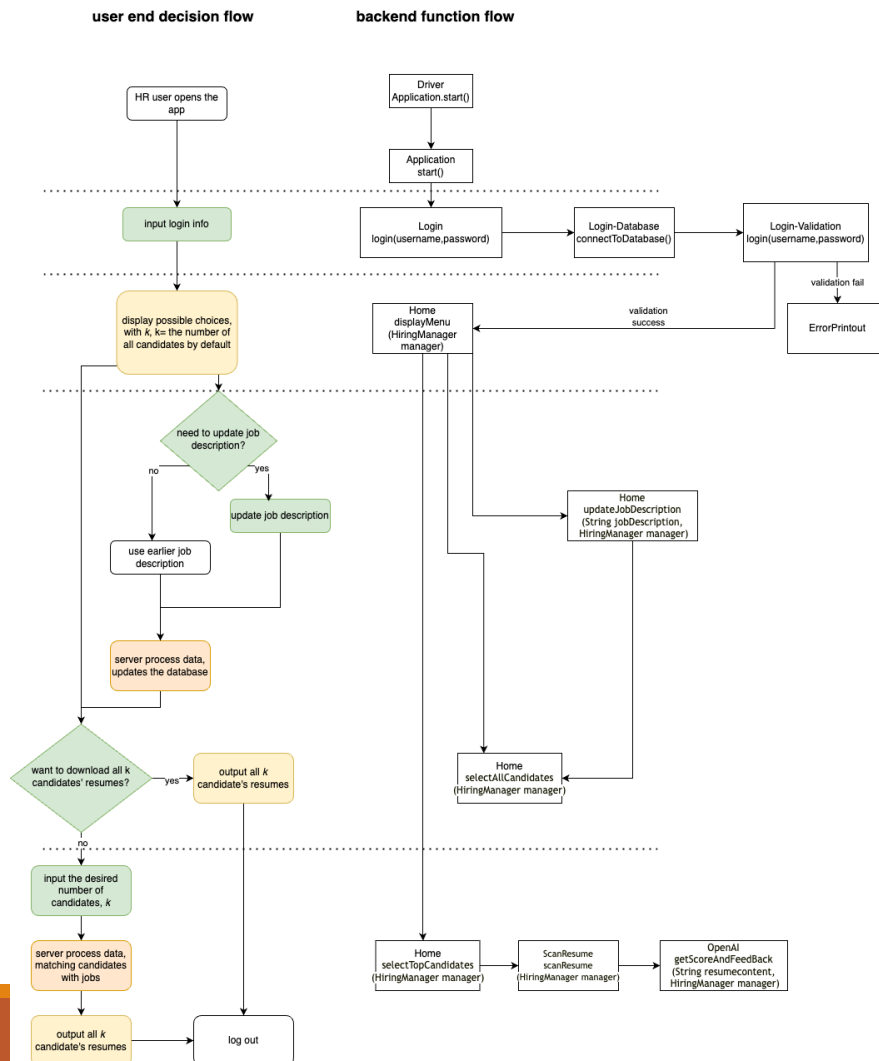 user end decision flow
backend function flow
HR user opens the
app
Driver
Application.start()
Application
start()
input login info
Login
login(username,password)
Login-Database
connectToDatabase()
Login-Validation
login(username,password)
validation fail
display possible choices,
with k, k= the number of
all candidates by default
Home
displayMenu
(HiringManager
manager)
validation
success
ErrorPrintout
need to update job
description?
no
yes
update job description
Home
updateJobDescription
(String jobDescription,
HiringManager manager)
use earlier job
description
server process data,
updates the database
want to download all k
candidates' resumes?
yes
output all k
candidate's resumes
Home
selectAllCandidates
(HiringManager manager)
no
input the desired
number of
candidates, k
server process data,
matching candidates
with jobs
Home
selectTopCandidates
(HiringManager manager)
ScanResume
scanResume
(HiringManager manager)
OpenAI
getScoreAndFeedBack
(String resumecontent,
HiringManager manager)
output all k
candidate's resumes
log out